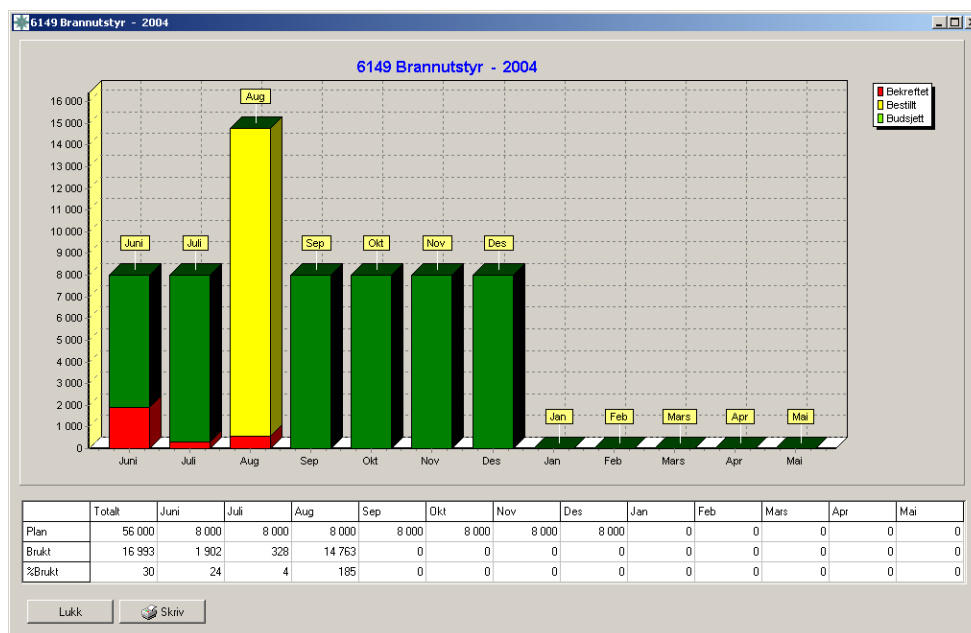 6149 Brannutstyr - 2004
6149 Brannutstyr - 2004
Bekreftet
Bestillt
Budsjett
16 000
15 000
14 000
13 000
12 000
11 000
10 000
9 000
8 000
7 000
6 000
5 000
4 000
3 000
2 000
1 000
0
Juni Juli Aug Sep Okt Nov Des Jan Feb Mars Apr Mai
Juni Juli Aug Sep Okt Nov Des Jan Feb Mars Apr Mai
Totalt Juni Juli Aug Sep Okt Nov Des Jan Feb Mars Apr Mai
Plan 56 000 8 000 8 000 8 000 8 000 8 000 8 000 8 000 0 0 0 0 0
Brukt 16 993 1 902 328 14 763 0 0 0 0 0 0 0 0 0
%Brukt 30 24 4 185 0 0 0 0 0 0 0 0 0
Lukk Skriv